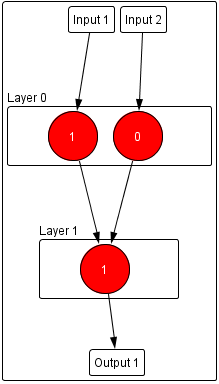 Input 1 Input 2
Layer 0
1 0
Layer 1
1
Output 1